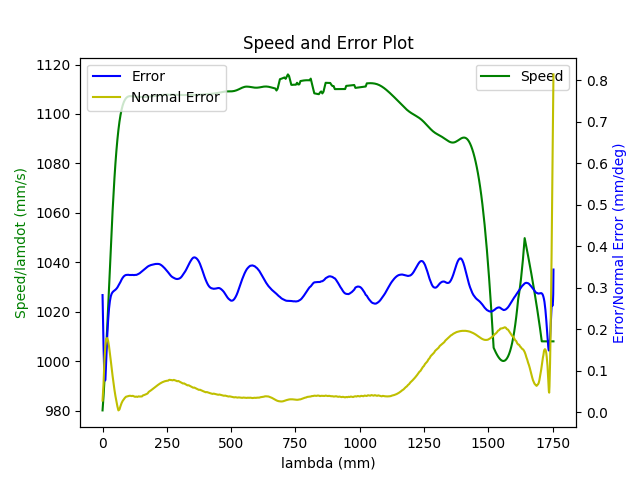 Speed and Error Plot
Error
Normal Error
Speed
Speed/lamdot (mm/s)
1120
1100
1080
1060
1040
1020
1000
980
0.8
0.7
0.6
0.5
0.4
0.3
0.2
0.1
0.0
Error/Normal Error (mm/deg)
0 250 500 750 1000 1250 1500 1750
lambda (mm)